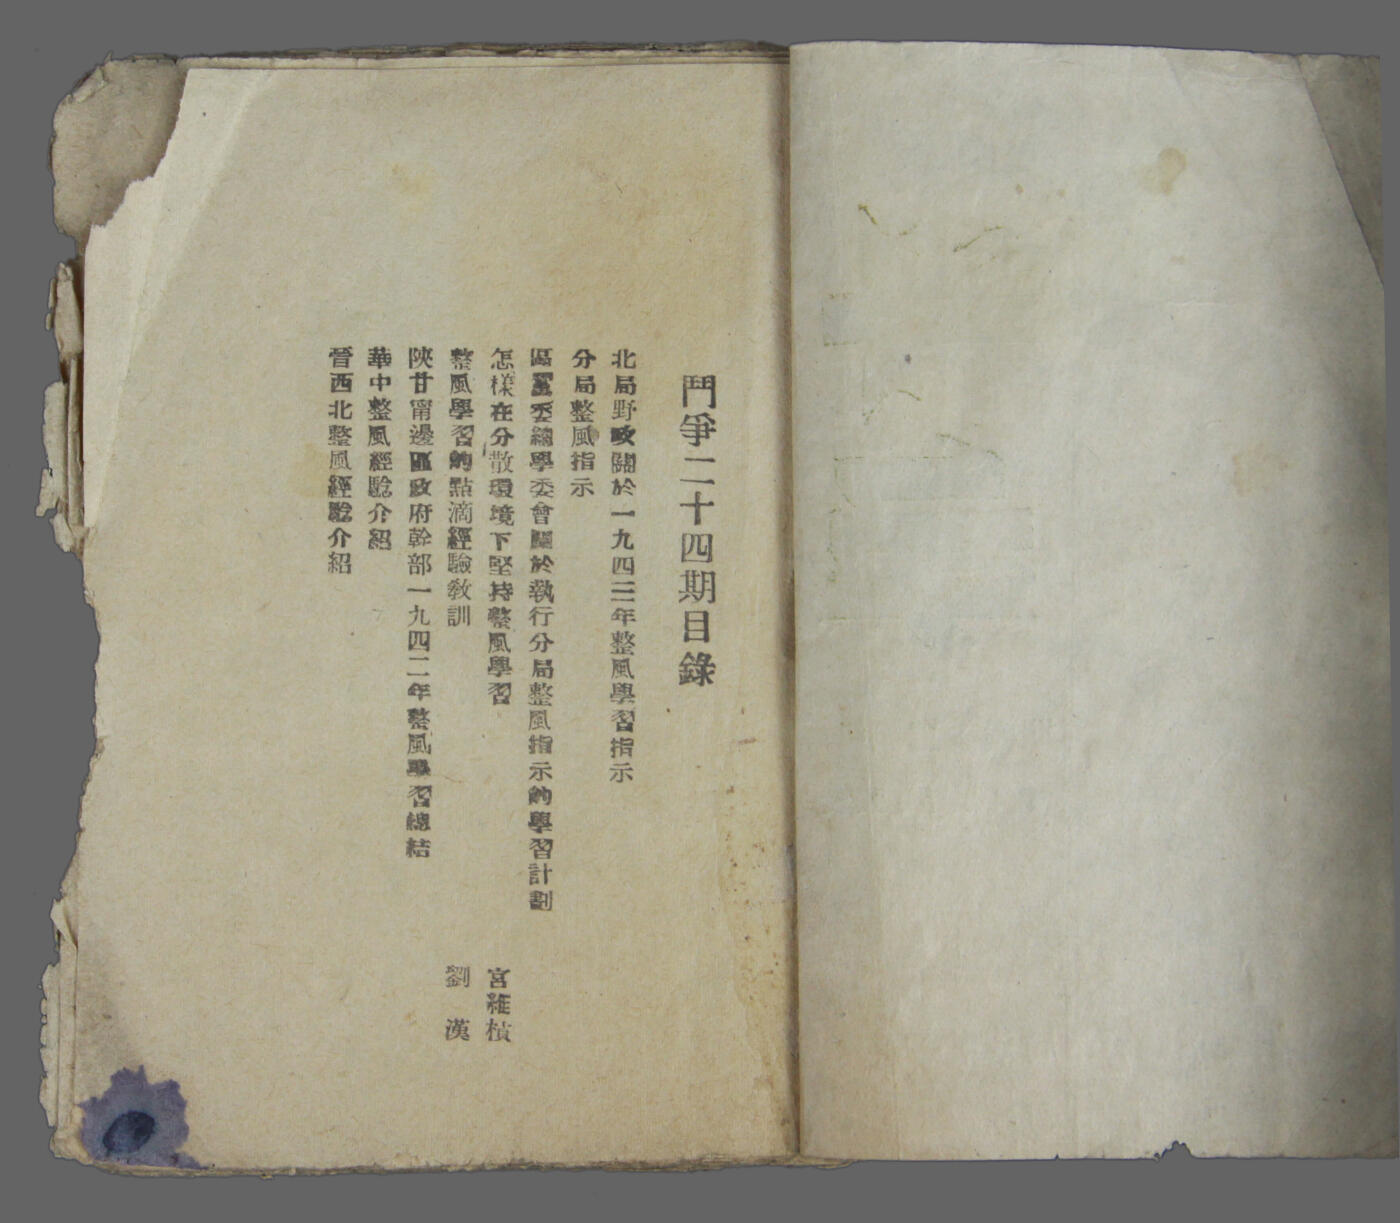 鬥爭二十四期目錄
北局野政關於一九四三年整風學習指示
分局整風指示
區黨委總學委會關於執行分局整風指示的學習計劃
怎樣在分散環境下堅持整風學習 宮維楨
整風學習的點滴經驗教訓 劉漢
陝甘甯邊區政府幹部一九四二年整風學習總結
華中整風經驗介紹
晉西北整風經驗介紹